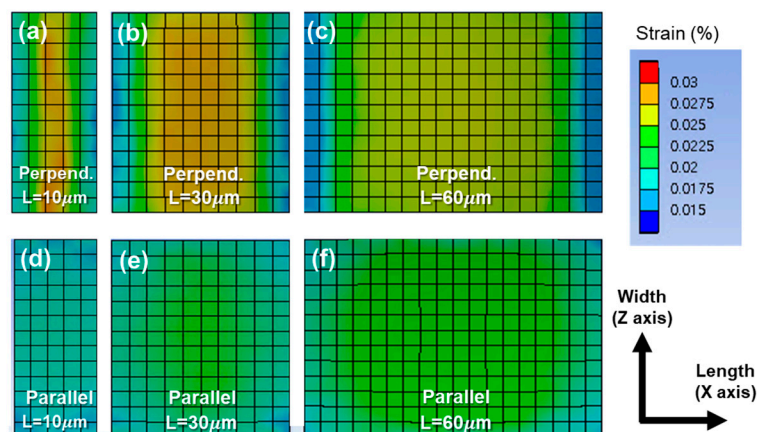 (a)
(b)
(c)
Strain (%)
0.03
0.0275
0.025
0.0225
0.02
0.0175
0.015
Perpend.
L=10μm
Perpend.
L=30μm
Perpend.
L=60μm
(d)
(e)
(f)
Parallel
L=10μm
Parallel
L=30μm
Parallel
L=60μm
Width
(Z axis)
Length
(X axis)